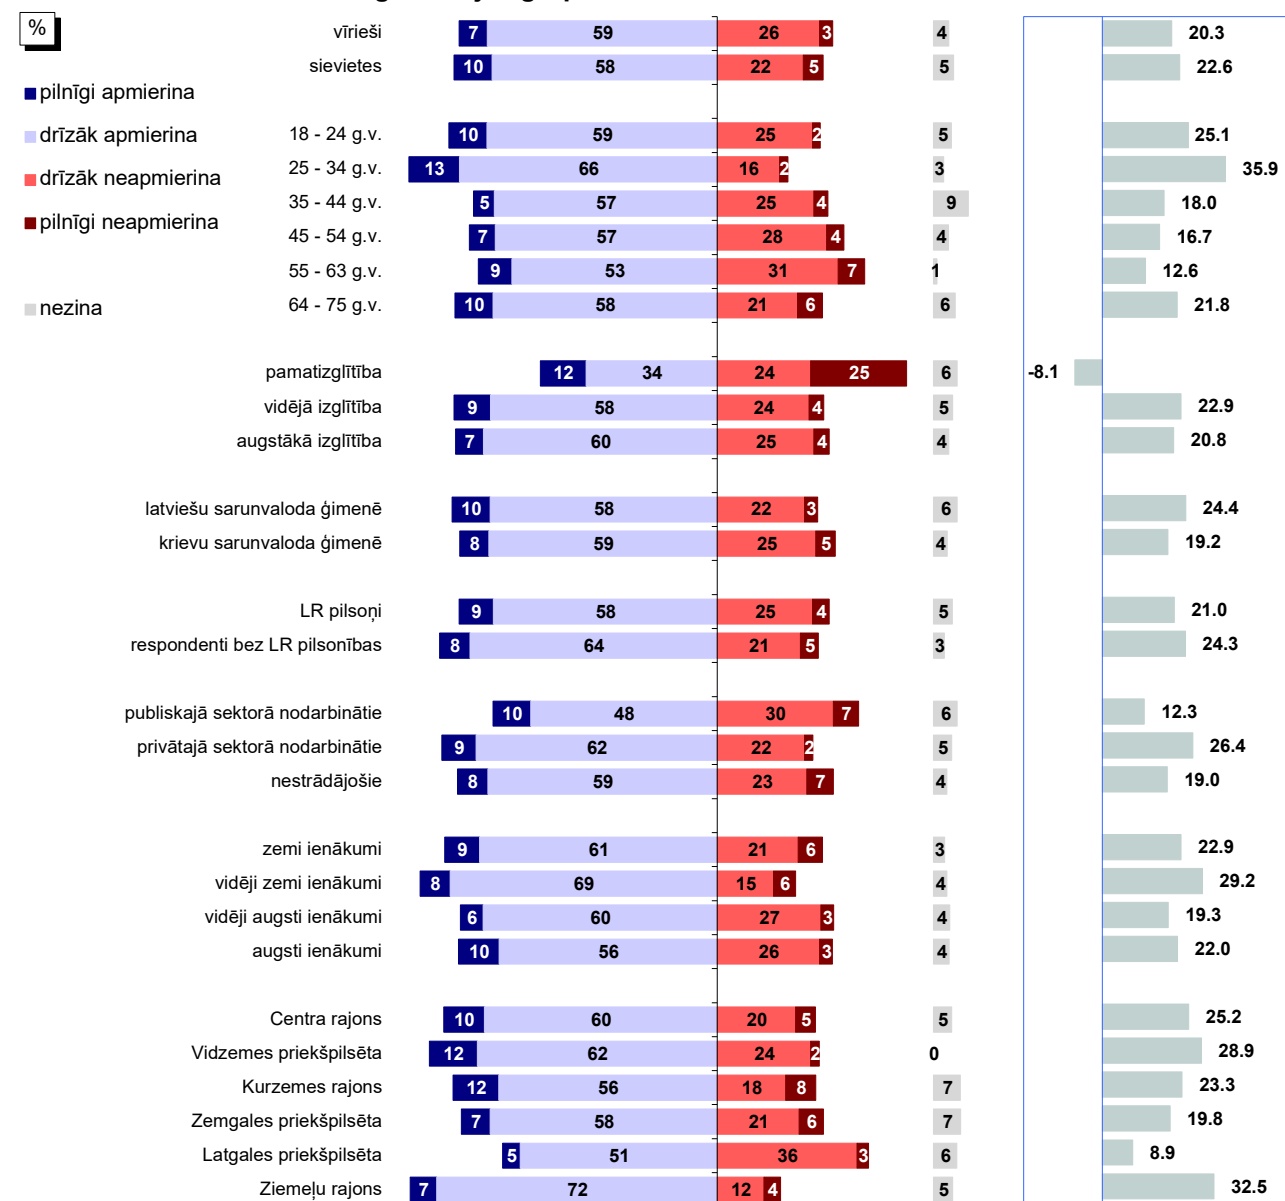 %
pilnīgi apmierina
drīzāk apmierina
drīzāk neapmierina
pilnīgi neapmierina
nezina
vīrieši 7 59 26 3 4 20.3
sievietes 10 58 22 5 5 22.6
18 - 24 g.v. 10 59 25 2 5 25.1
25 - 34 g.v. 13 66 16 2 3 35.9
35 - 44 g.v. 5 57 25 4 9 18.0
45 - 54 g.v. 7 57 28 4 4 16.7
55 - 63 g.v. 9 53 31 7 1 12.6
64 - 75 g.v. 10 58 21 6 6 21.8
pamatizglītība 12 34 24 25 6 -8.1
vidējā izglītība 9 58 24 4 5 22.9
augstākā izglītība 7 60 25 4 4 20.8
latviešu sarunvaloda ģimenē 10 58 22 3 6 24.4
krievu sarunvaloda ģimenē 8 59 25 5 4 19.2
LR pilsoņi 9 58 25 4 5 21.0
respondenti bez LR pilsonības 8 64 21 5 3 24.3
publiskajā sektorā nodarbinātie 10 48 30 7 6 12.3
privātajā sektorā nodarbinātie 9 62 22 2 5 26.4
nestrādājošie 8 59 23 7 4 19.0
zemi ienākumi 9 61 21 6 3 22.9
vidēji zemi ienākumi 8 69 15 6 4 29.2
vidēji augsti ienākumi 6 60 27 3 4 19.3
augsti ienākumi 10 56 26 3 4 22.0
Centra rajons 10 60 20 5 5 25.2
Vidzemes priekšpilsēta 12 62 24 2 0 28.9
Kurzemes rajons 12 56 18 8 7 23.3
Zemgales priekšpilsēta 7 58 21 6 7 19.8
Latgales priekšpilsēta 5 51 36 3 6 8.9
Ziemeļu rajons 7 72 12 4 5 32.5